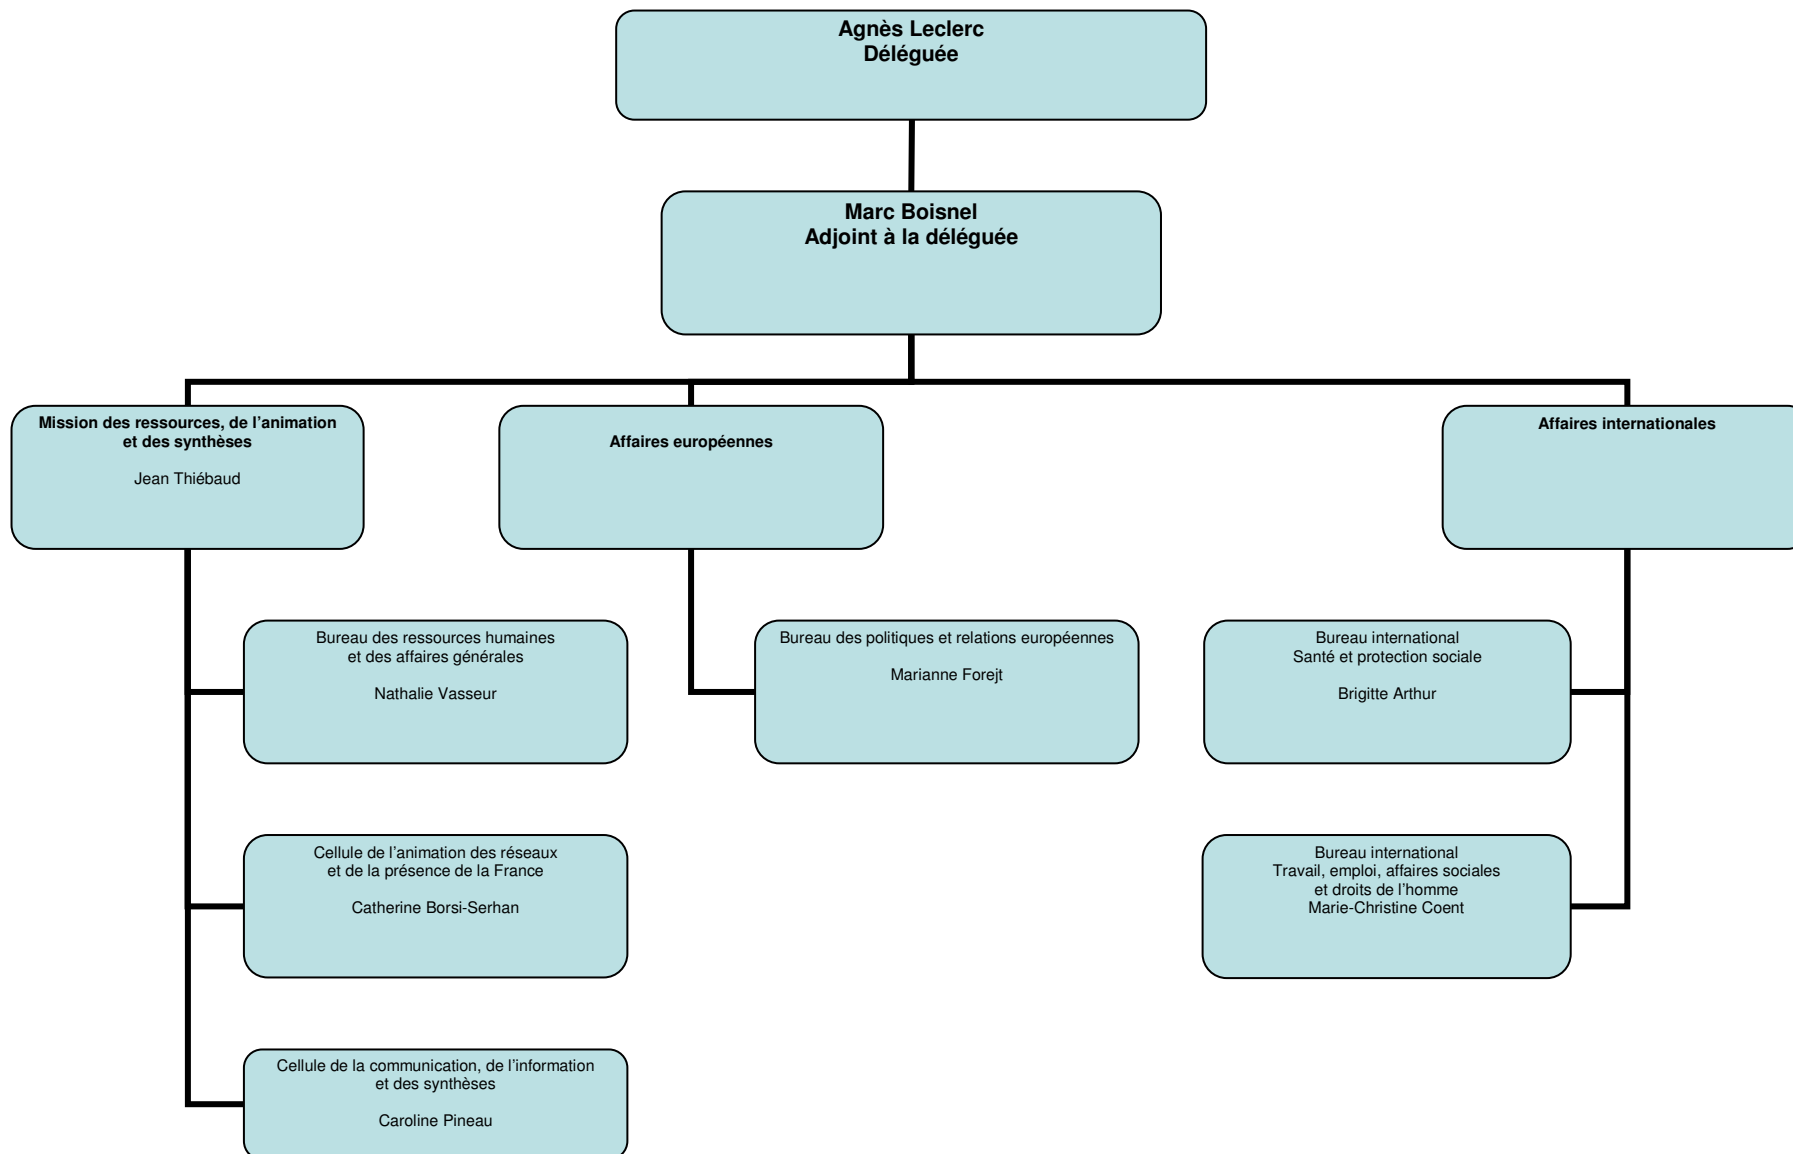 Agnès Leclerc
Déléguée
Marc Boisnel
Adjoint à la déléguée
Mission des ressources, de l'animation
et des synthèses
Jean Thiébaud
Affaires européennes
Affaires internationales
Bureau des ressources humaines
et des affaires générales
Nathalie Vasseur
Bureau des politiques et relations européennes
Marianne Forejt
Bureau international
Santé et protection sociale
Brigitte Arthur
Cellule de l'animation des réseaux
et de la présence de la France
Catherine Borsi-Serhan
Bureau international
Travail, emploi, affaires sociales
et droits de l'homme
Marie-Christine Coent
Cellule de la communication, de l'information
et des synthèses
Caroline Pineau